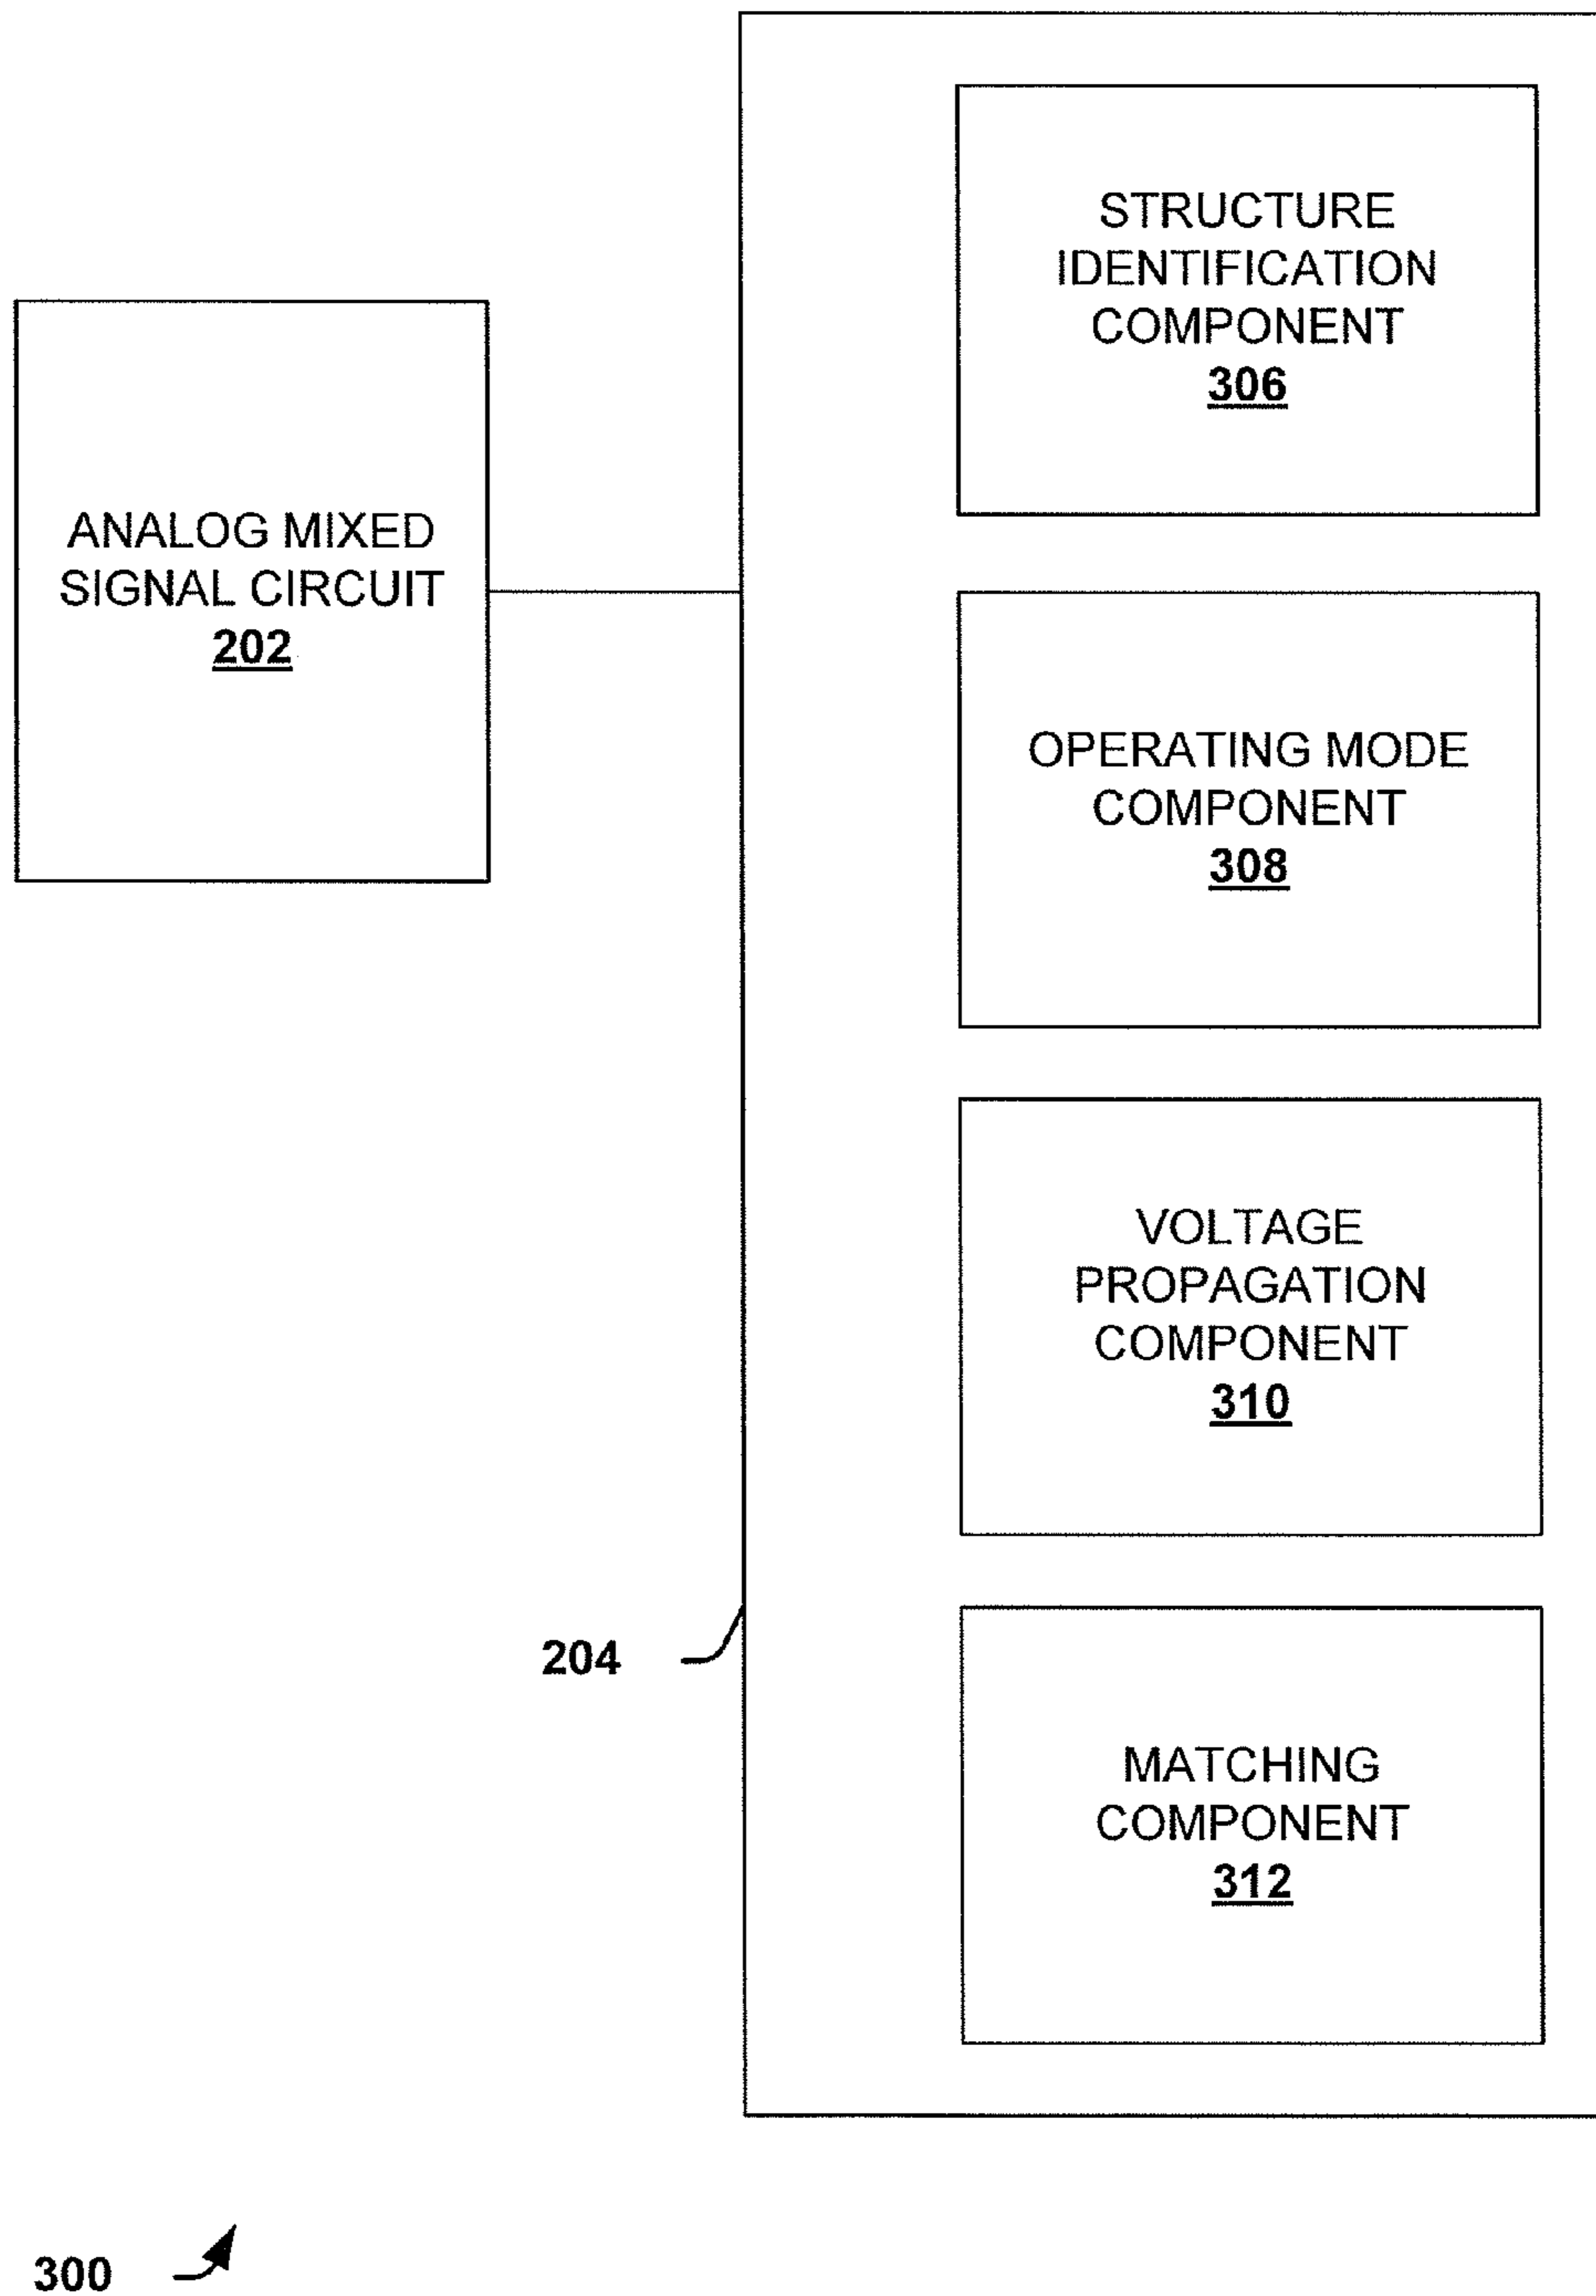 ANALOG MIXED
SIGNAL CIRCUIT
202
STRUCTURE
IDENTIFICATION
COMPONENT
306
OPERATING MODE
COMPONENT
308
VOLTAGE
PROPAGATION
COMPONENT
310
MATCHING
COMPONENT
312
204
300